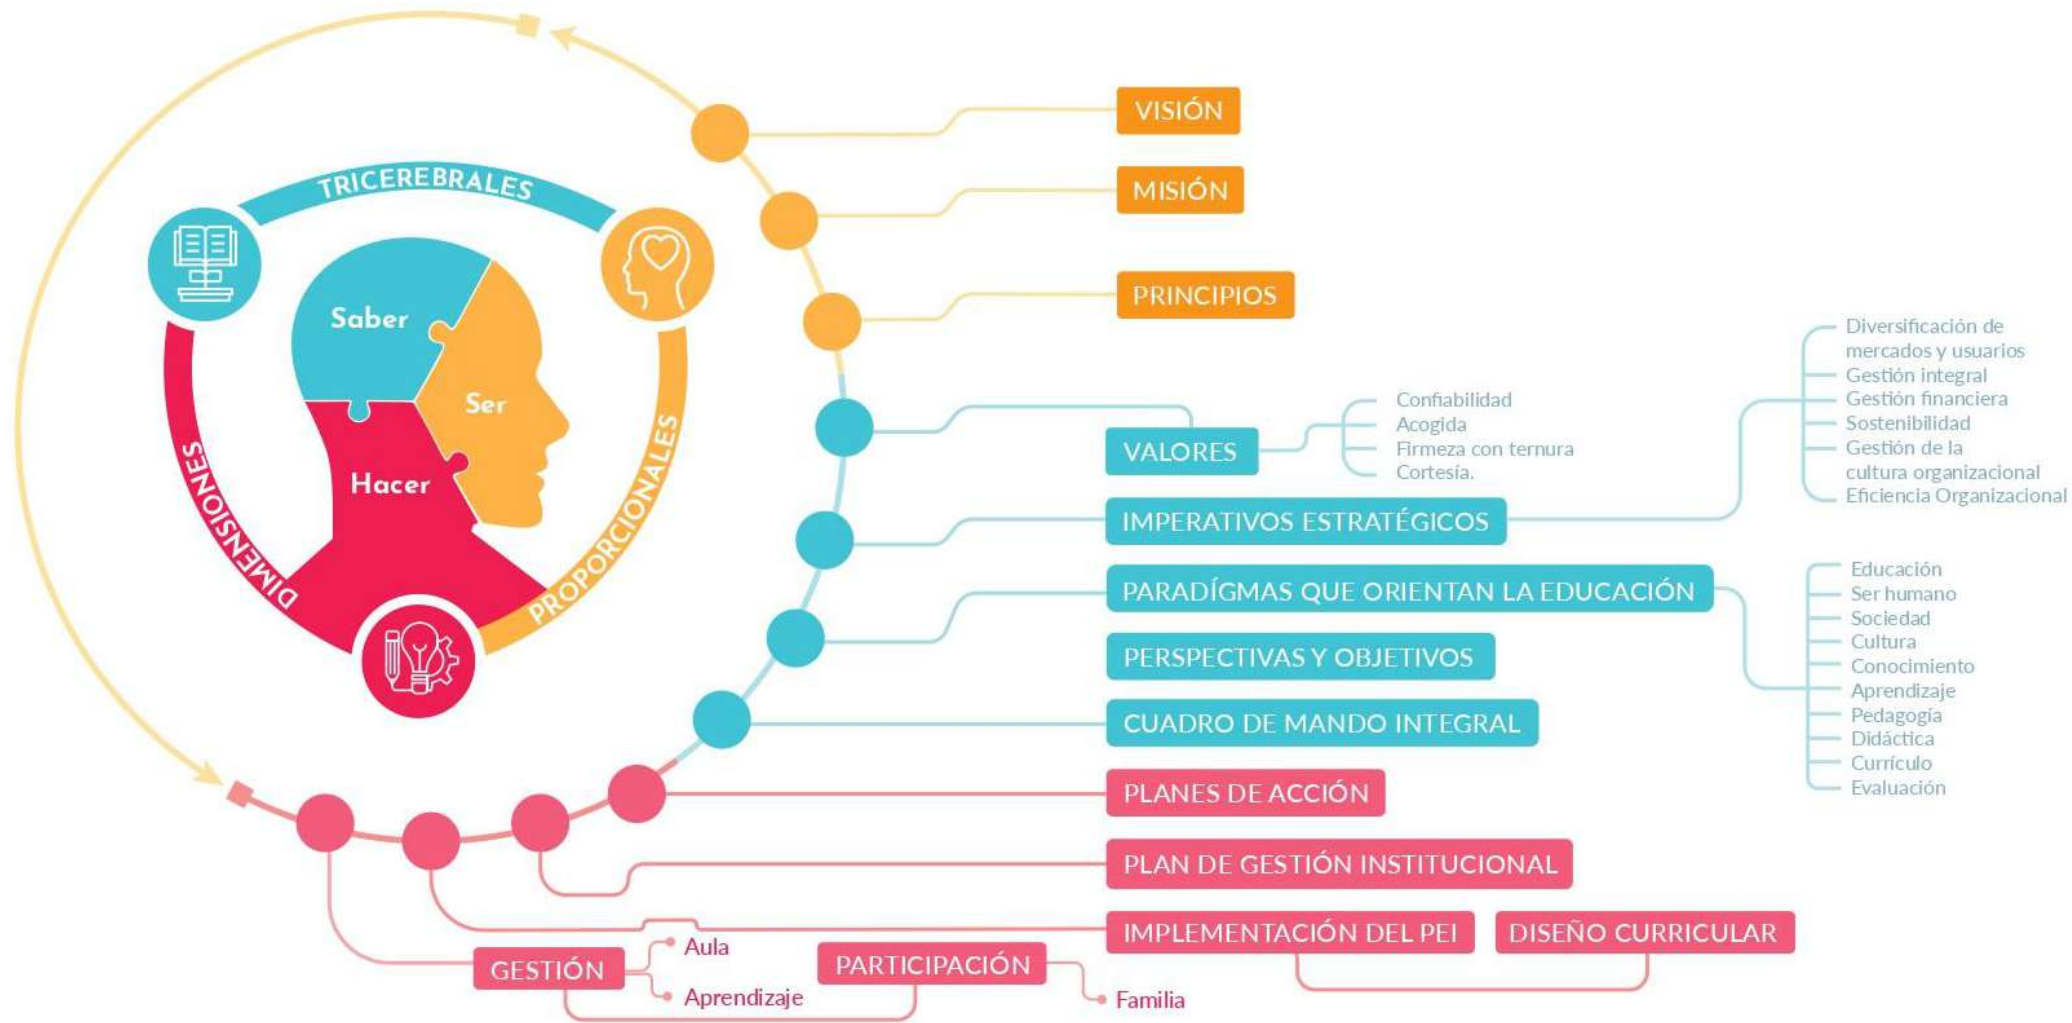 TRICEREBRALES
DIMENSIONES
PROPORCIONALES
Saber
Ser
Hacer
VISIÓN
MISIÓN
PRINCIPIOS
VALORES
Confiabilidad
Acogida
Firmeza con ternura
Cortesía.
IMPERATIVOS ESTRATÉGICOS
Diversificación de
mercados y usuarios
Gestión integral
Gestión financiera
Sostenibilidad
Gestión de la
cultura organizacional
Eficiencia Organizacional
PARADÍGMAS QUE ORIENTAN LA EDUCACIÓN
Educación
Ser humano
Sociedad
Cultura
Conocimiento
Aprendizaje
Pedagogía
Didáctica
Currículo
Evaluación
PERSPECTIVAS Y OBJETIVOS
CUADRO DE MANDO INTEGRAL
PLANES DE ACCIÓN
PLAN DE GESTIÓN INSTITUCIONAL
IMPLEMENTACIÓN DEL PEI
DISEÑO CURRICULAR
GESTIÓN
Aula
Aprendizaje
PARTICIPACIÓN
Familia